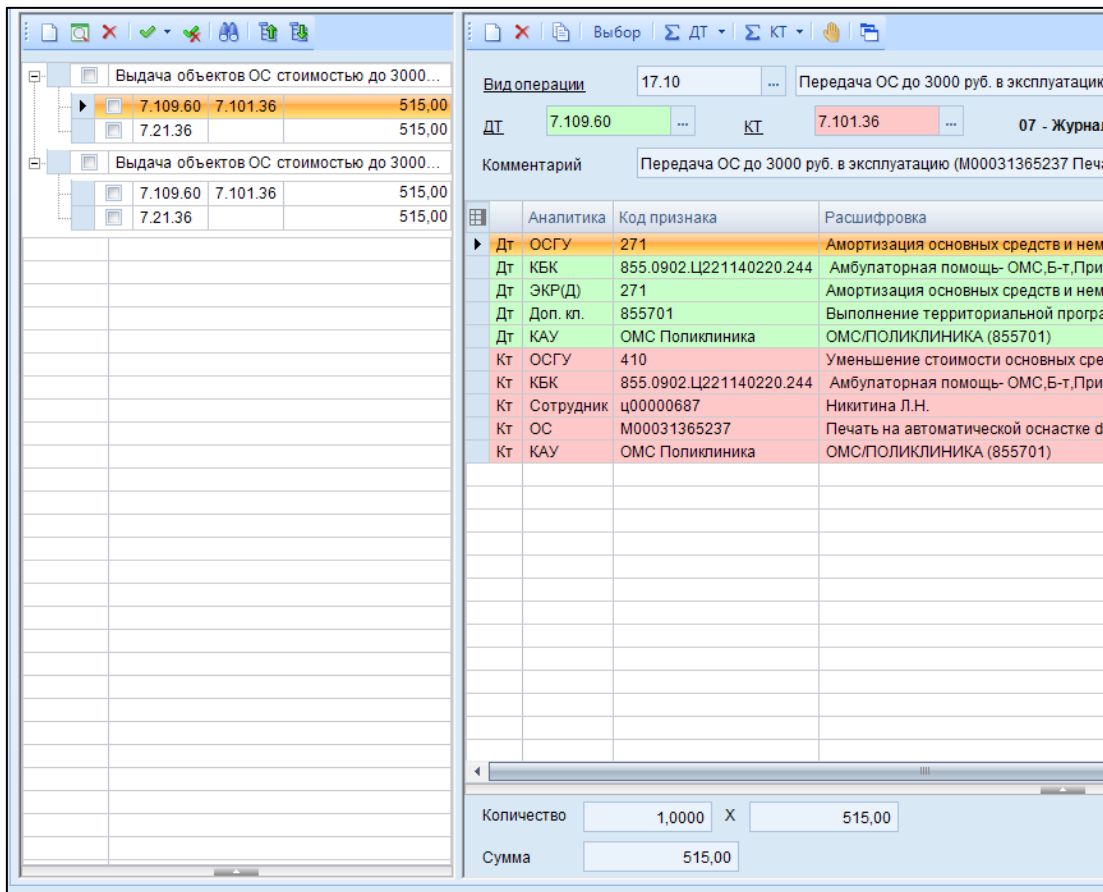 Выдача объектов ОС стоимостью до 3000...
7.109.60 7.101.36 515,00
7.21.36 515,00
Выдача объектов ОС стоимостью до 3000...
7.109.60 7.101.36 515,00
7.21.36 515,00
Выбор Σ ДТ Σ КТ
Вид операции 17.10 ... Передача ОС до 3000 руб. в эксплуатацию
ДТ 7.109.60 ... КТ 7.101.36 ... 07 - Журнал
Комментарий Передача ОС до 3000 руб. в эксплуатацию (М00031365237 Печа
Аналитика Код признака Расшифровка
Дт ОСГУ 271 Амортизация основных средств и нем
Дт КБК 855.0902.Ц221140220.244 Амбулаторная помощь- ОМС,Б-т,При
Дт ЭКР(Д) 271 Амортизация основных средств и нем
Дт Доп. кл. 855701 Выполнение территориальной програ
Дт КАУ ОМС Поликлиника ОМС/ПОЛИКЛИНИКА (855701)
Кт ОСГУ 410 Уменьшение стоимости основных сре
Кт КБК 855.0902.Ц221140220.244 Амбулаторная помощь- ОМС,Б-т,При
Кт Сотрудник ц00000687 Никитина Л.Н.
Кт ОС М00031365237 Печать на автоматической оснастке d
Кт КАУ ОМС Поликлиника ОМС/ПОЛИКЛИНИКА (855701)
Количество 1,0000 X 515,00
Сумма 515,00